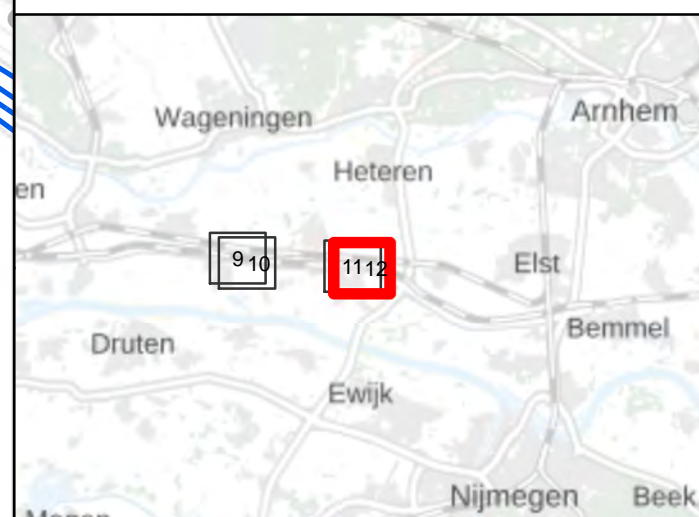 Arnhem
Wageningen
Heteren
en
9 10
11 12
Elst
Bemmel
Druten
Ewijk
Nijmegen
Beek